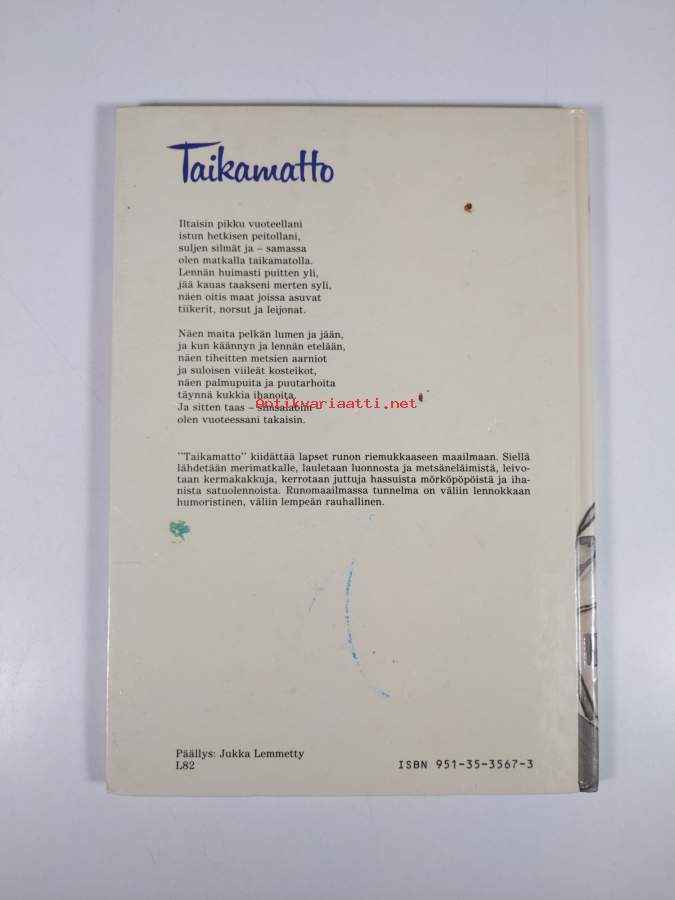 Taikamatto
Iltaisin pikku vuoteellani
istun hetkisen peitollani,
suljen silmät ja – samassa
olen matkalla taikamatolla.
Lennän huimasti puitten yli,
jää kauas taakseni merten syli,
näen oitis maat joissa asuvat
tiikerit, norsut ja leijonat.
Näen maita pelkän lumen ja jään,
ja kun käännyn ja lennän etelään,
näen tiheitten metsien aarniot
ja suloisen viileät kosteikot,
näen palmupuita ja puutarhoita
täynnä kukkia ihanoita.
Antikvariaatti.net
Ja sitten taas – simsalabim –
olen vuoteessani takaisin.
"Taikamatto" kiidättää lapset runon riemukkaaseen maailmaan. Siellä
lähdetään merimatkalle, lauletaan luonnosta ja metsäneläimistä, leivo-
taan kermakakkuja, kerrotaan juttuja hassuista mörköpöpöistä ja iha-
nista satuolennoista. Runomaailmassa tunnelma on väliin lennokkaan
humoristinen, väliin lempeän rauhallinen.
Päällys: Jukka Lemmetty
L82
ISBN 951-35-3567-3